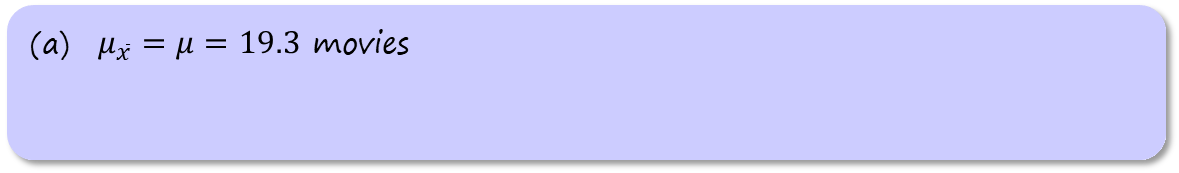 (a) μₓ̄ = μ = 19.3 movies